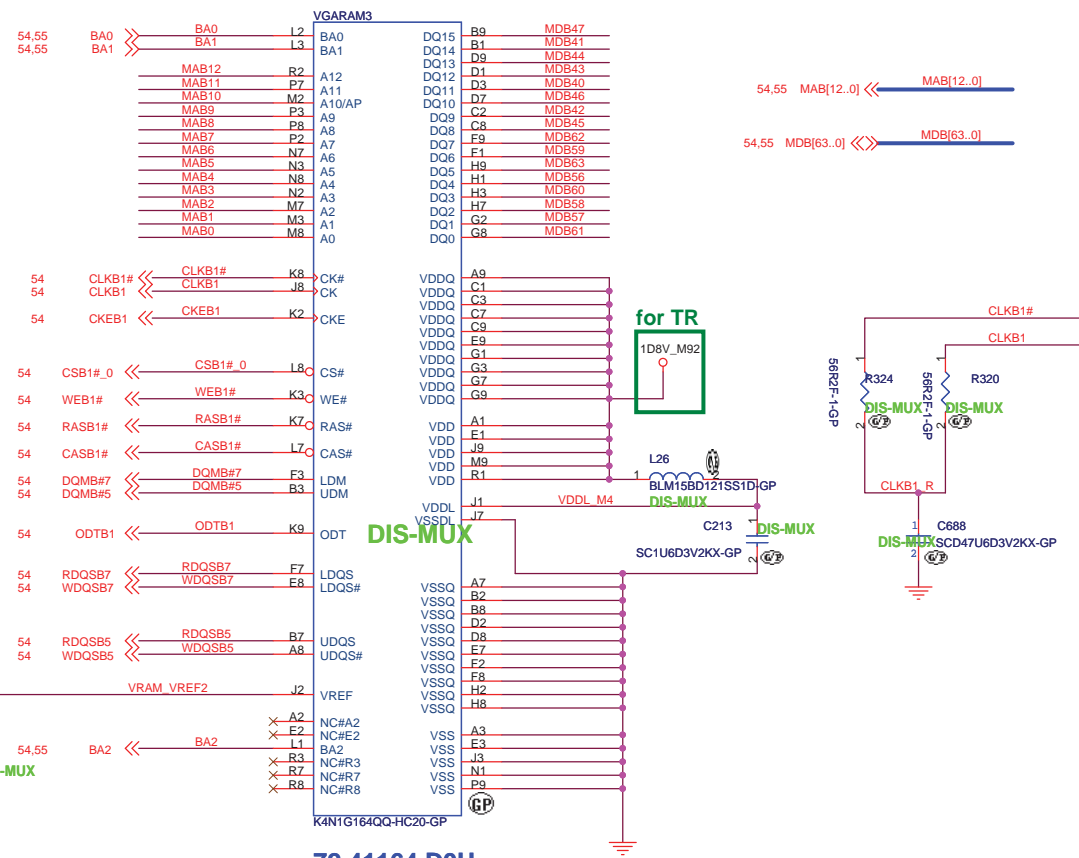 VGARAM3
54,55 BA0 BA0 L2 BA0 DQ15 B9 MDB47
54,55 BA1 BA1 L3 BA1 DQ14 B1 MDB41
DQ13 D9 MDB44
MAB12 R2 A12 DQ12 D1 MDB43
MAB11 P7 A11 DQ11 D3 MDB40
MAB10 M2 A10/AP DQ10 D7 MDB46
MAB9 P3 A9 DQ9 C2 MDB42
MAB8 P8 A8 DQ8 C8 MDB45
MAB7 P2 A7 DQ7 F9 MDB62
MAB6 N7 A6 DQ6 F1 MDB59
MAB5 N3 A5 DQ5 H9 MDB63
MAB4 N8 A4 DQ4 H1 MDB56
MAB3 N2 A3 DQ3 H3 MDB60
MAB2 M7 A2 DQ2 H7 MDB58
MAB1 M3 A1 DQ1 G2 MDB57
MAB0 M8 A0 DQ0 G8 MDB61
54,55 MAB[12..0] MAB[12..0]
54,55 MDB[63..0] MDB[63..0]
54 CLKB1# CLKB1# K8 CK# VDDQ A9
54 CLKB1 CLKB1 J8 CK VDDQ C1
VDDQ C3
54 CKEB1 CKEB1 K2 CKE VDDQ C7
VDDQ C9
VDDQ E9
VDDQ G1
54 CSB1#_0 CSB1#_0 L8 CS# VDDQ G3
VDDQ G7
54 WEB1# WEB1# K3 WE# VDDQ G9
for TR
1D8V_M92
54 RASB1# RASB1# K7 RAS# VDD A1
VDD E1
54 CASB1# CASB1# L7 CAS# VDD J9
VDD M9
54 DQMB#7 DQMB#7 F3 LDM VDD R1
54 DQMB#5 DQMB#5 B3 UDM
VDDL J1 VDDL_M4
VSSDL J7
54 ODTB1 ODTB1 K9 ODT
DIS-MUX
1 L26 2
BLM15BD121SS1D-GP
DIS-MUX
1 C213 DIS-MUX
SC1U6D3V2KX-GP 2 G/P
CLKB1#
CLKB1
56R2F-1-GP 1 R324 2 DIS-MUX G/P
56R2F-1-GP 1 R320 2 DIS-MUX G/P
CLKB1_R
1 C688
DIS-MUX SCD47U6D3V2KX-GP
2 G/P
54 RDQSB7 RDQSB7 F7 LDQS
54 WDQSB7 WDQSB7 E8 LDQS# VSSQ A7
VSSQ B2
VSSQ B8
VSSQ D2
54 RDQSB5 RDQSB5 B7 UDQS VSSQ D8
54 WDQSB5 WDQSB5 A8 UDQS# VSSQ E7
VSSQ F2
VSSQ F8
VRAM_VREF2 J2 VREF VSSQ H2
VSSQ H8
A2 NC#A2
E2 NC#E2 VSS A3
54,55 BA2 BA2 L1 BA2 VSS E3
R3 NC#R3 VSS J3
-MUX R7 NC#R7 VSS N1
R8 NC#R8 VSS P9
GP
K4N1G164QQ-HC20-GP